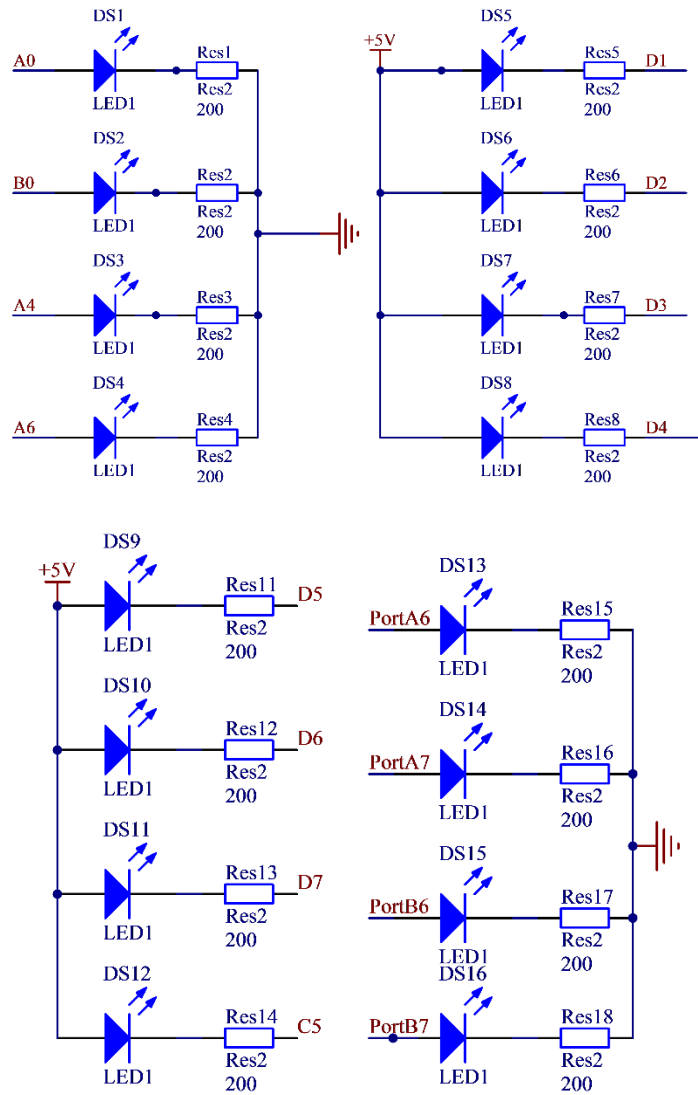 DS1
A0
Res1
LED1
Res2
200
DS2
B0
Res2
LED1
Res2
200
DS3
A4
Res3
LED1
Res2
200
DS4
A6
Res4
LED1
Res2
200
+5V
DS5
Res5
D1
LED1
Res2
200
DS6
Res6
D2
LED1
Res2
200
DS7
Res7
D3
LED1
Res2
200
DS8
Res8
D4
LED1
Res2
200
DS9
+5V
Res11
D5
LED1
Res2
200
DS10
Res12
D6
LED1
Res2
200
DS11
Res13
D7
LED1
Res2
200
DS12
Res14
C5
LED1
Res2
200
DS13
PortA6
Res15
LED1
Res2
200
DS14
PortA7
Res16
LED1
Res2
200
DS15
PortB6
Res17
LED1
Res2
200
DS16
PortB7
Res18
LED1
Res2
200